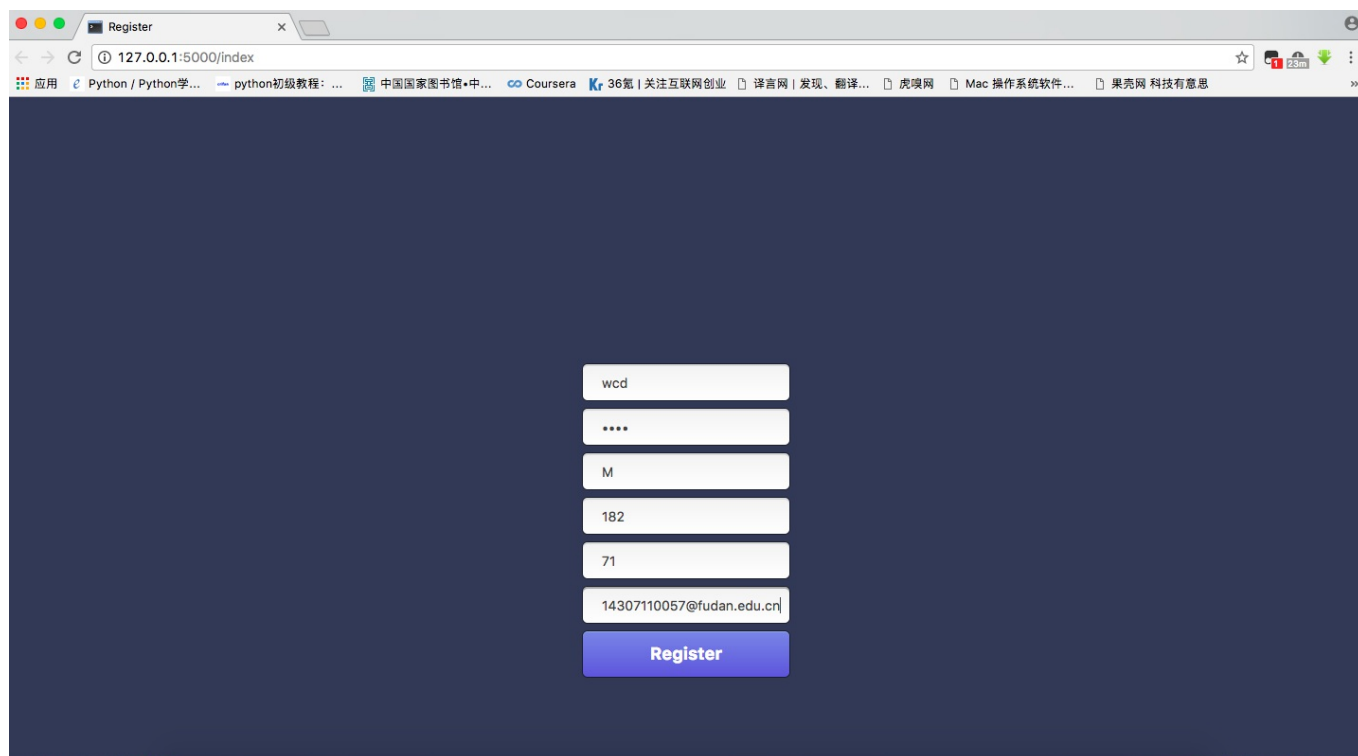 Register
127.0.0.1:5000/index
1 23m
应用 Python / Python学... python初级教程: ... 中国国家图书馆•中... Coursera Kr 36氪 | 关注互联网创业 译言网 | 发现、翻译... 虎嗅网 Mac 操作系统软件... 果壳网 科技有意思 »
wcd
••••
M
182
71
14307110057@fudan.edu.cn
Register